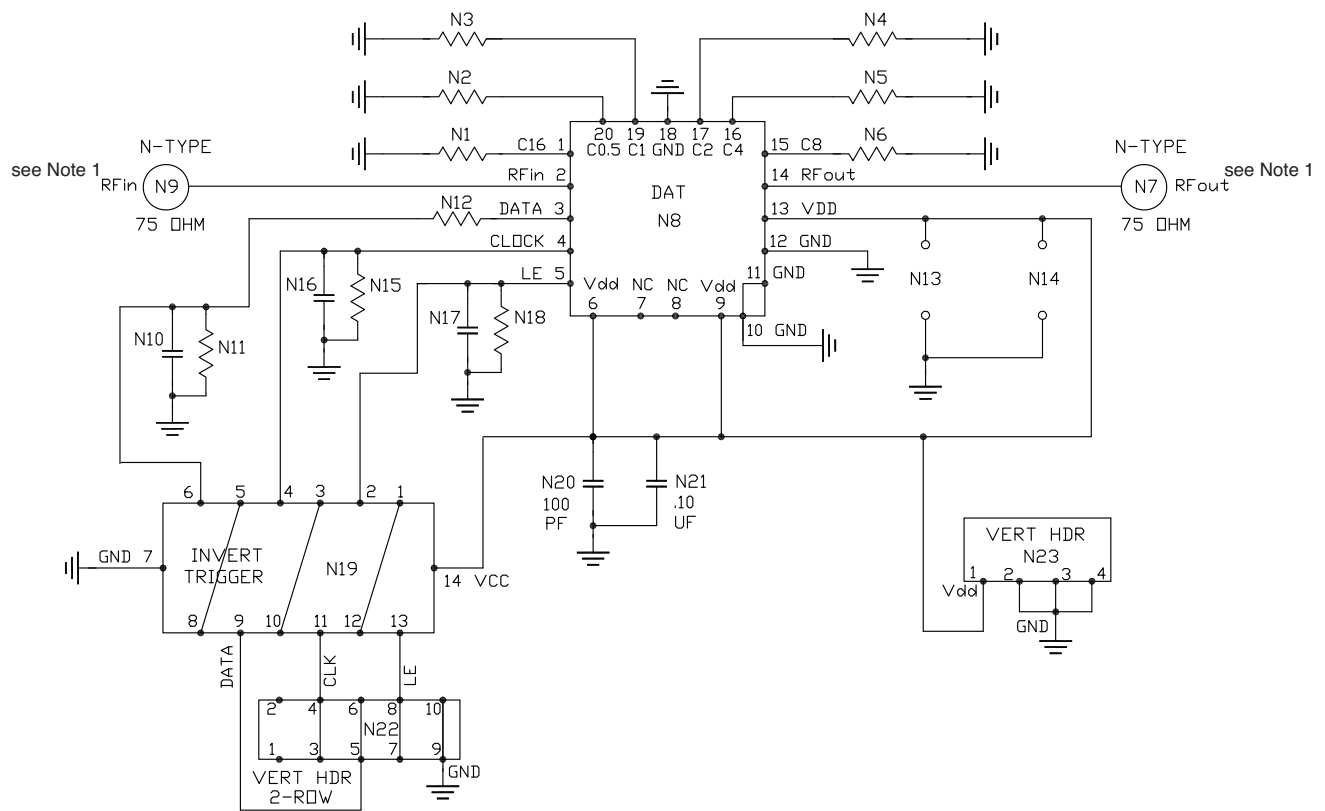 N3
N4
N2
N5
20 19 18 17 16
C0.5 C1 GND C2 C4
N1
C16 1
15 C8
N6
N-TYPE
N-TYPE
see Note 1
RFin
N9
RFin 2
DAT
14 RFout
N7
RFout
see Note 1
75 OHM
N12
DATA 3
N8
13 VDD
75 OHM
CLOCK 4
12 GND
N16
N15
LE 5
Vdd NC NC Vdd
11 GND
N13
N14
6 7 8 9
N10
N11
N17
N18
10 GND
6 5 4 3 2 1
N20
100
PF
N21
.10
UF
GND 7
INVERT
TRIGGER
N19
14 VCC
VERT HDR
N23
1 2 3 4
Vdd
GND
8 9 10 11 12 13
DATA
CLK
LE
2 4 6 8 10
N22
1 3 5 7 9
VERT HDR
2-ROW
GND